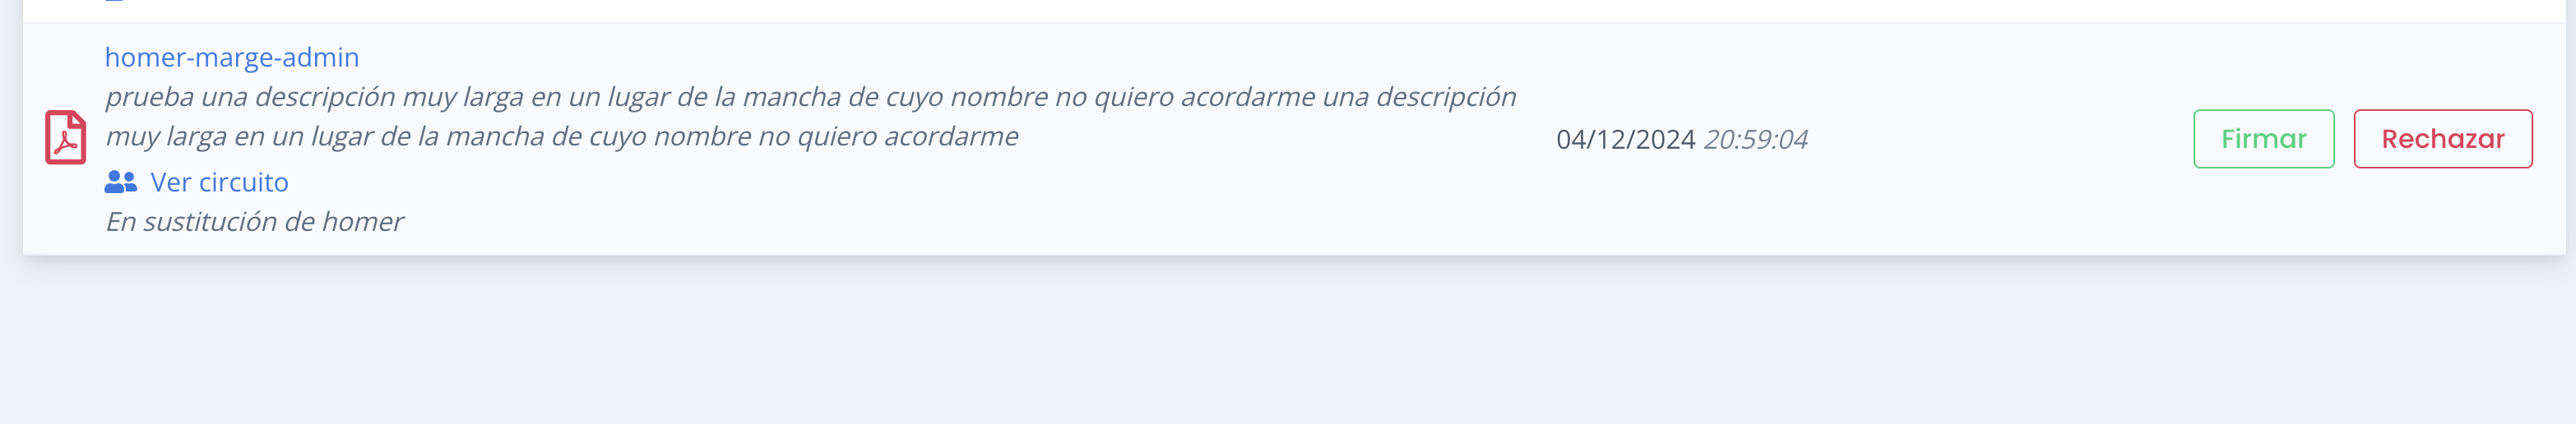 homer-marge-admin
prueba una descripción muy larga en un lugar de la mancha de cuyo nombre no quiero acordarme una descripción
muy larga en un lugar de la mancha de cuyo nombre no quiero acordarme
04/12/2024 20:59:04
Firmar
Rechazar
Ver circuito
En sustitución de homer